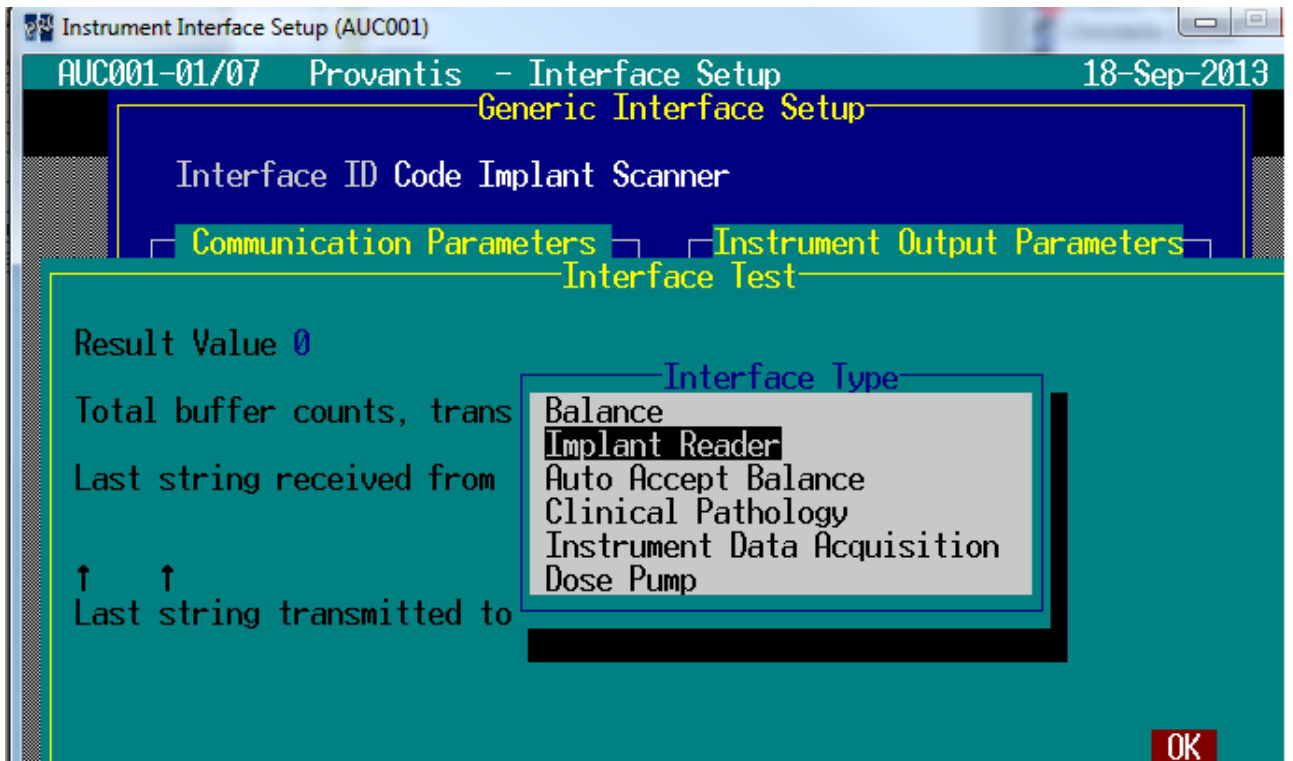 Instrument Interface Setup (AUC001)
AUC001-01/07 Provantis - Interface Setup 18-Sep-2013
Generic Interface Setup
Interface ID Code Implant Scanner
Communication Parameters Instrument Output Parameters
Interface Test
Result Value 0
Total buffer counts, trans
Last string received from
↑ ↑
Last string transmitted to
Interface Type
Balance
Implant Reader
Auto Accept Balance
Clinical Pathology
Instrument Data Acquisition
Dose Pump
OK